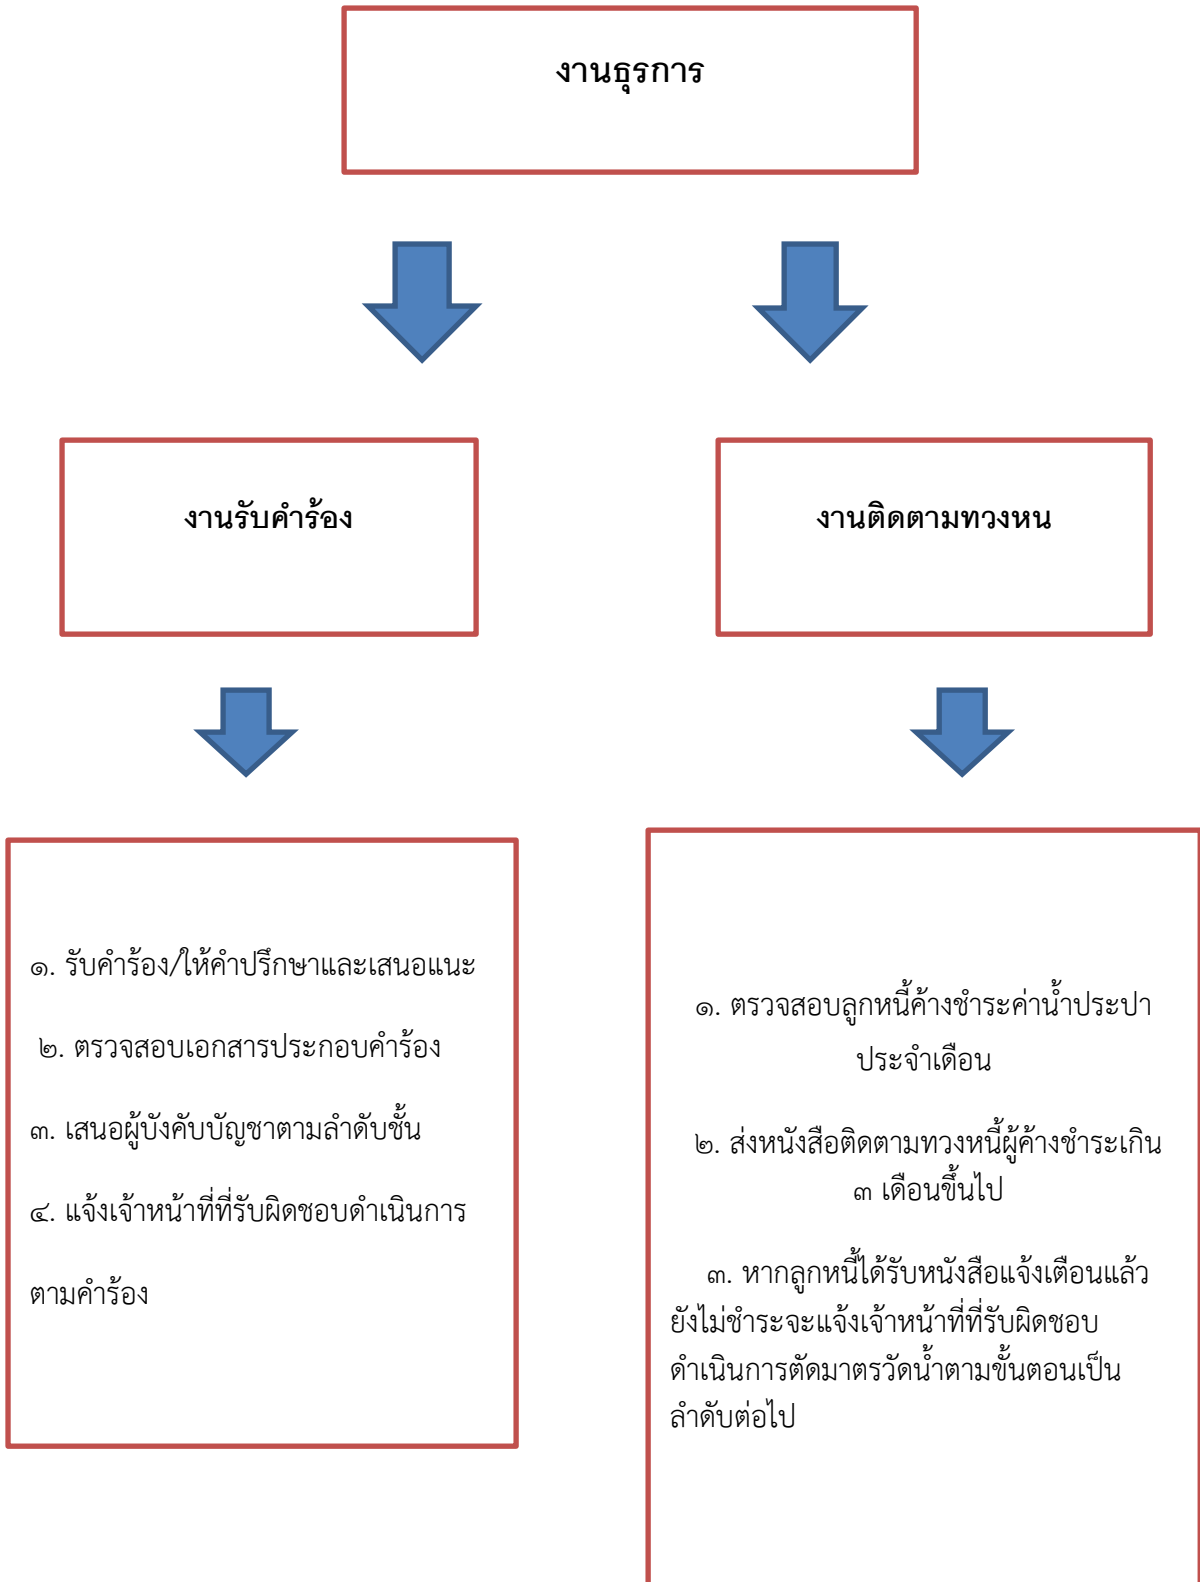 งานธุรการ
งานรับคำร้อง
งานติดตามทวงหน
๑. รับคำร้อง/ให้คำปรึกษาและเสนอแนะ
๒. ตรวจสอบเอกสารประกอบคำร้อง
๓. เสนอผู้บังคับบัญชาตามลำดับชั้น
๔. แจ้งเจ้าหน้าที่ที่รับผิดชอบดำเนินการ
ตามคำร้อง
๑. ตรวจสอบลูกหนี้ค้างชำระค่าน้ำประปา
ประจำเดือน
๒. ส่งหนังสือติดตามทวงหนี้ผู้ค้างชำระเกิน
๓ เดือนขึ้นไป
๓. หากลูกหนี้ได้รับหนังสือแจ้งเตือนแล้ว
ยังไม่ชำระจะแจ้งเจ้าหน้าที่ที่รับผิดชอบ
ดำเนินการตัดมาตรวัดน้ำตามขั้นตอนเป็น
ลำดับต่อไป